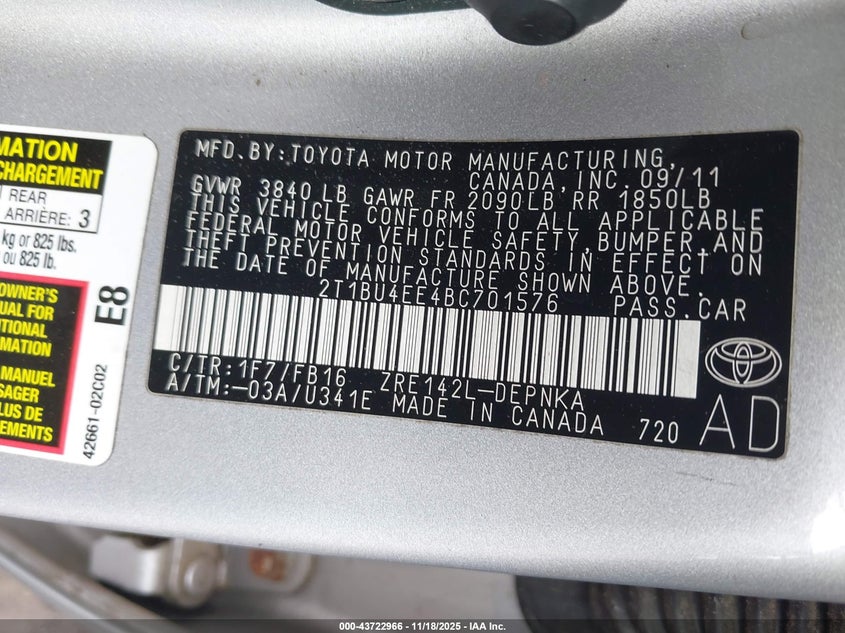 MATION
CHARGEMENT
REAR
ARRIÈRE: 3
kg or 825 lbs.
ou 825 lb.
OWNER'S
UAL FOR
ITIONAL
RMATION
MANUEL
SAGER
PLUS DE
EMENTS
E8
42661-02C02
MFD.BY:TOYOTA MOTOR MANUFACTURING,
CANADA,INC. 09/11
GVWR 3840 LB GAWR FR 2090LB RR 1850LB
THIS VEHICLE CONFORMS TO ALL APPLICABLE
FEDERAL MOTOR VEHICLE SAFETY,BUMPER,AND
THEFT PREVENTION STANDARDS IN EFFECT ON
THE DATE OF MANUFACTURE SHOWN ABOVE.
2T1BU4EE4BC701576 PASS.CAR
C/TR:1F7/FB16 ZRE142L-DEPNKA
A/TM:-03A/U341E MADE IN CANADA 720
AD
000-43722966 - 11/18/2025 - IAA Inc.